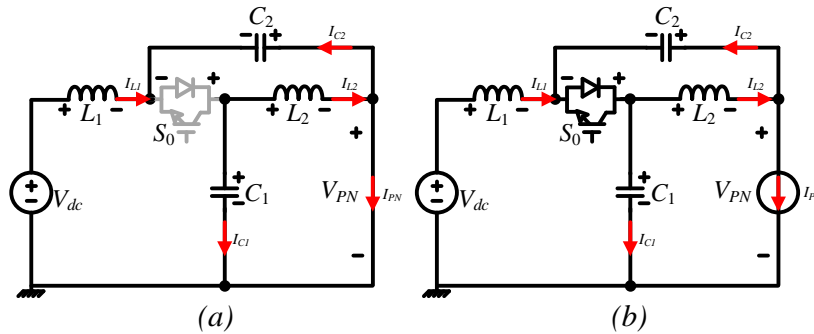 C2 IC2 C2 IC2
IL1 IL2 IL1 IL2
L1 S0 L2 L1 S0 L2
Vdc C1 VPN IPN Vdc C1 VPN IP
IC1 IC1
(a) (b)